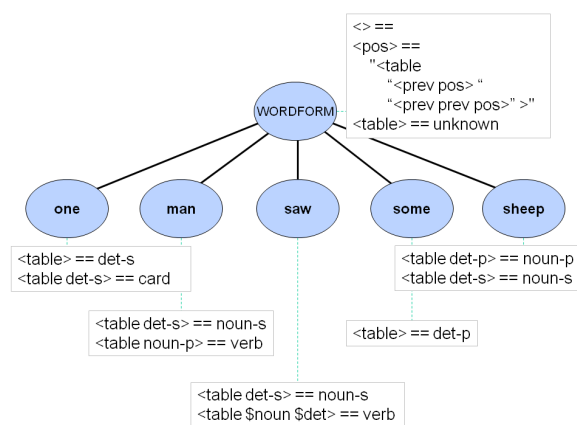 <> ==
<pos> ==
"<table
“<prev pos> “
“<prev prev pos>” >"
<table> == unknown
WORDFORM
one
man
saw
some
sheep
<table> == det-s
<table det-s> == card
<table det-p> == noun-p
<table det-s> == noun-s
<table det-s> == noun-s
<table noun-p> == verb
<table> == det-p
<table det-s> == noun-s
<table $noun $det> == verb